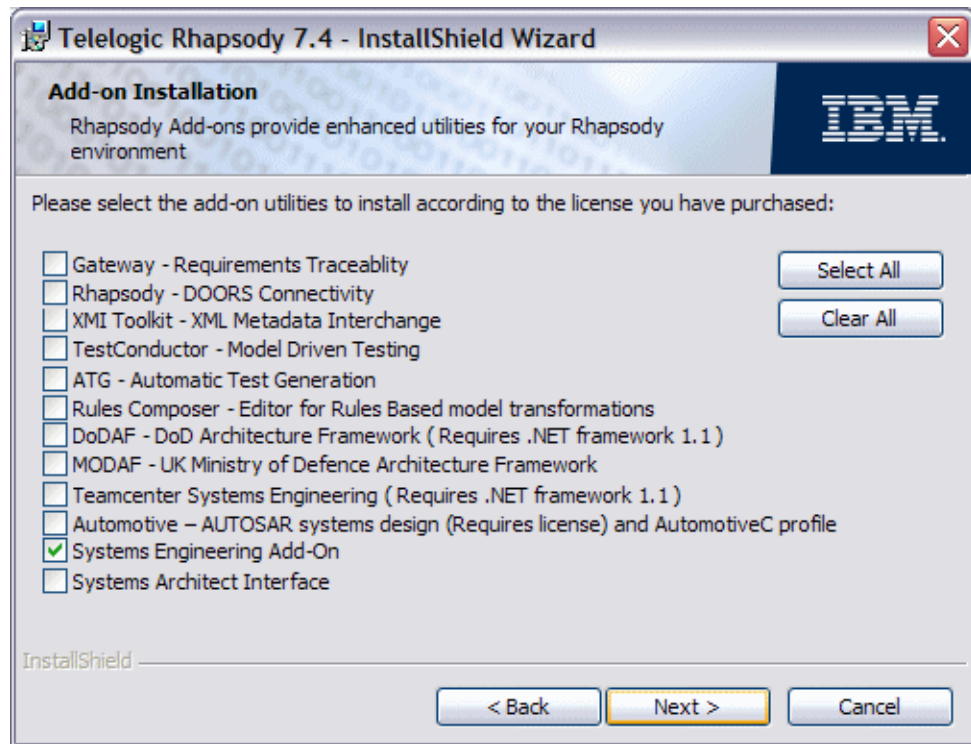 Telelogic Rhapsody 7.4 - InstallShield Wizard
Add-on Installation
Rhapsody Add-ons provide enhanced utilities for your Rhapsody
environment
IBM.
Please select the add-on utilities to install according to the license you have purchased:
Gateway - Requirements Traceablity
Rhapsody - DOORS Connectivity
XMI Toolkit - XML Metadata Interchange
TestConductor - Model Driven Testing
ATG - Automatic Test Generation
Rules Composer - Editor for Rules Based model transformations
DoDAF - DoD Architecture Framework ( Requires .NET framework 1.1 )
MODAF - UK Ministry of Defence Architecture Framework
Teamcenter Systems Engineering ( Requires .NET framework 1.1 )
Automotive – AUTOSAR systems design (Requires license) and AutomotiveC profile
Systems Engineering Add-On
Systems Architect Interface
Select All
Clear All
InstallShield
< Back
Next >
Cancel